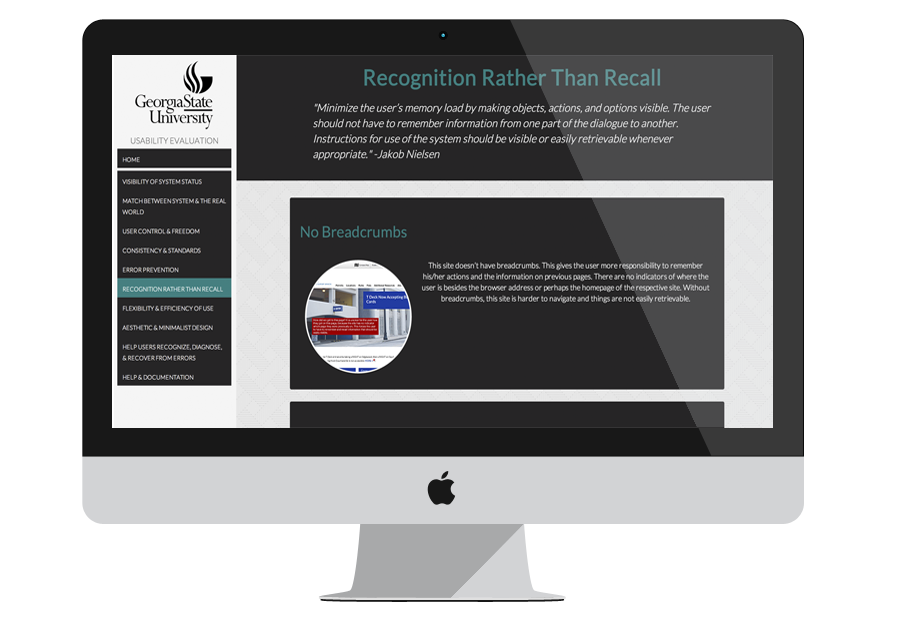 GeorgiaState
University
USABILITY EVALUATION
HOME
VISIBILITY OF SYSTEM STATUS
MATCH BETWEEN SYSTEM & THE REAL
WORLD
USER CONTROL & FREEDOM
CONSISTENCY & STANDARDS
ERROR PREVENTION
RECOGNITION RATHER THAN RECALL
FLEXIBILITY & EFFICIENCY OF USE
AESTHETIC & MINIMALIST DESIGN
HELP USERS RECOGNIZE, DIAGNOSE,
& RECOVER FROM ERRORS
HELP & DOCUMENTATION
Recognition Rather Than Recall
"Minimize the user's memory load by making objects, actions, and options visible. The user
should not have to remember information from one part of the dialogue to another.
Instructions for use of the system should be visible or easily retrievable whenever
appropriate." -Jakob Nielsen
No Breadcrumbs
This site doesn't have breadcrumbs. This gives the user more responsibility to remember
his/her actions and the information on previous pages. There are no indicators of where the
user is besides the browser address or perhaps the homepage of the respective site. Without
breadcrumbs, this site is harder to navigate and things are not easily retrievable.
T Deck Now Accepting
Cards